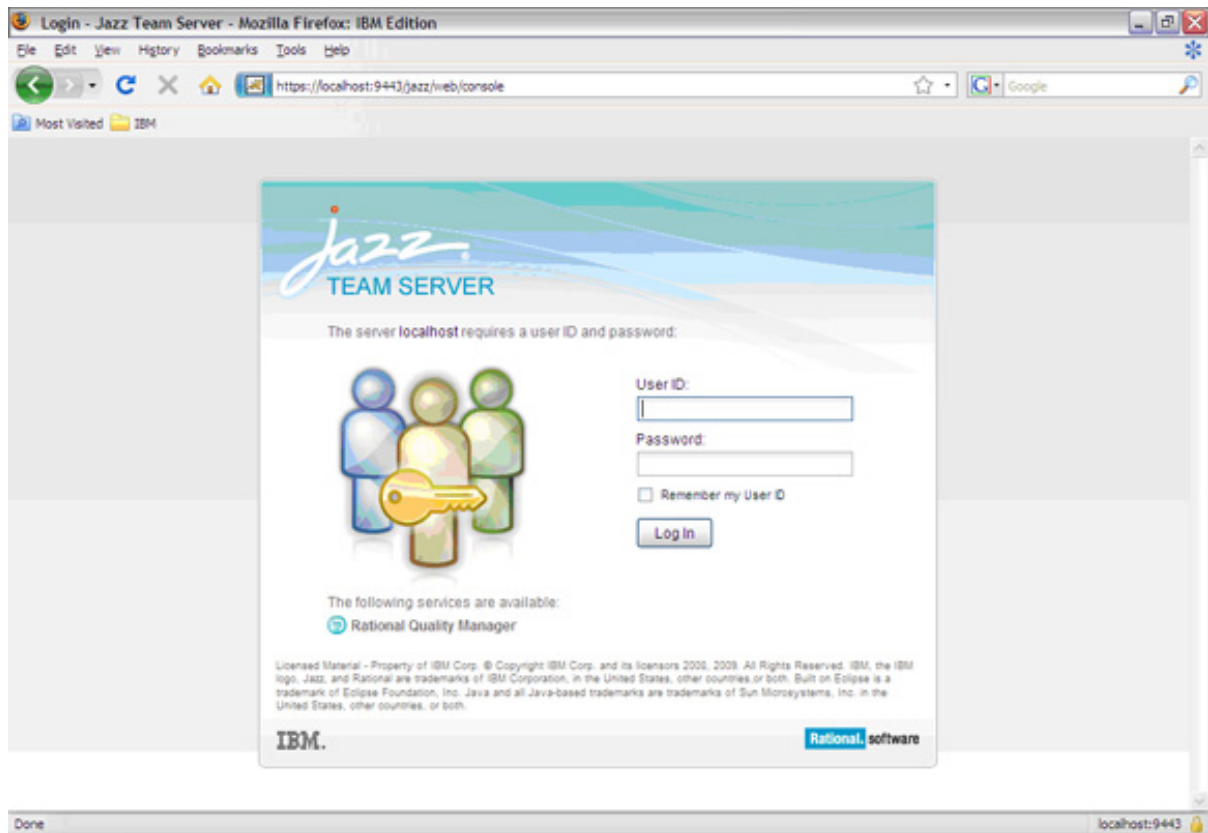 Login - Jazz Team Server - Mozilla Firefox: IBM Edition
File Edit View History Bookmarks Tools Help
https://localhost:9443/jazz/web/console
Google
Most Visited IBM
jazz
TEAM SERVER
The server localhost requires a user ID and password:
User ID:
Password:
Remember my User ID
Log In
The following services are available:
Rational Quality Manager
Licensed Material - Property of IBM Corp. © Copyright IBM Corp. and its licensors 2008, 2009. All Rights Reserved. IBM, the IBM
logo, Jazz, and Rational are trademarks of IBM Corporation, in the United States, other countries,or both. Built on Eclipse is a
trademark of Eclipse Foundation, Inc. Java and all Java-based trademarks are trademarks of Sun Microsystems, Inc. in the
United States, other countries, or both.
IBM.
Rational. software
Done
localhost:9443